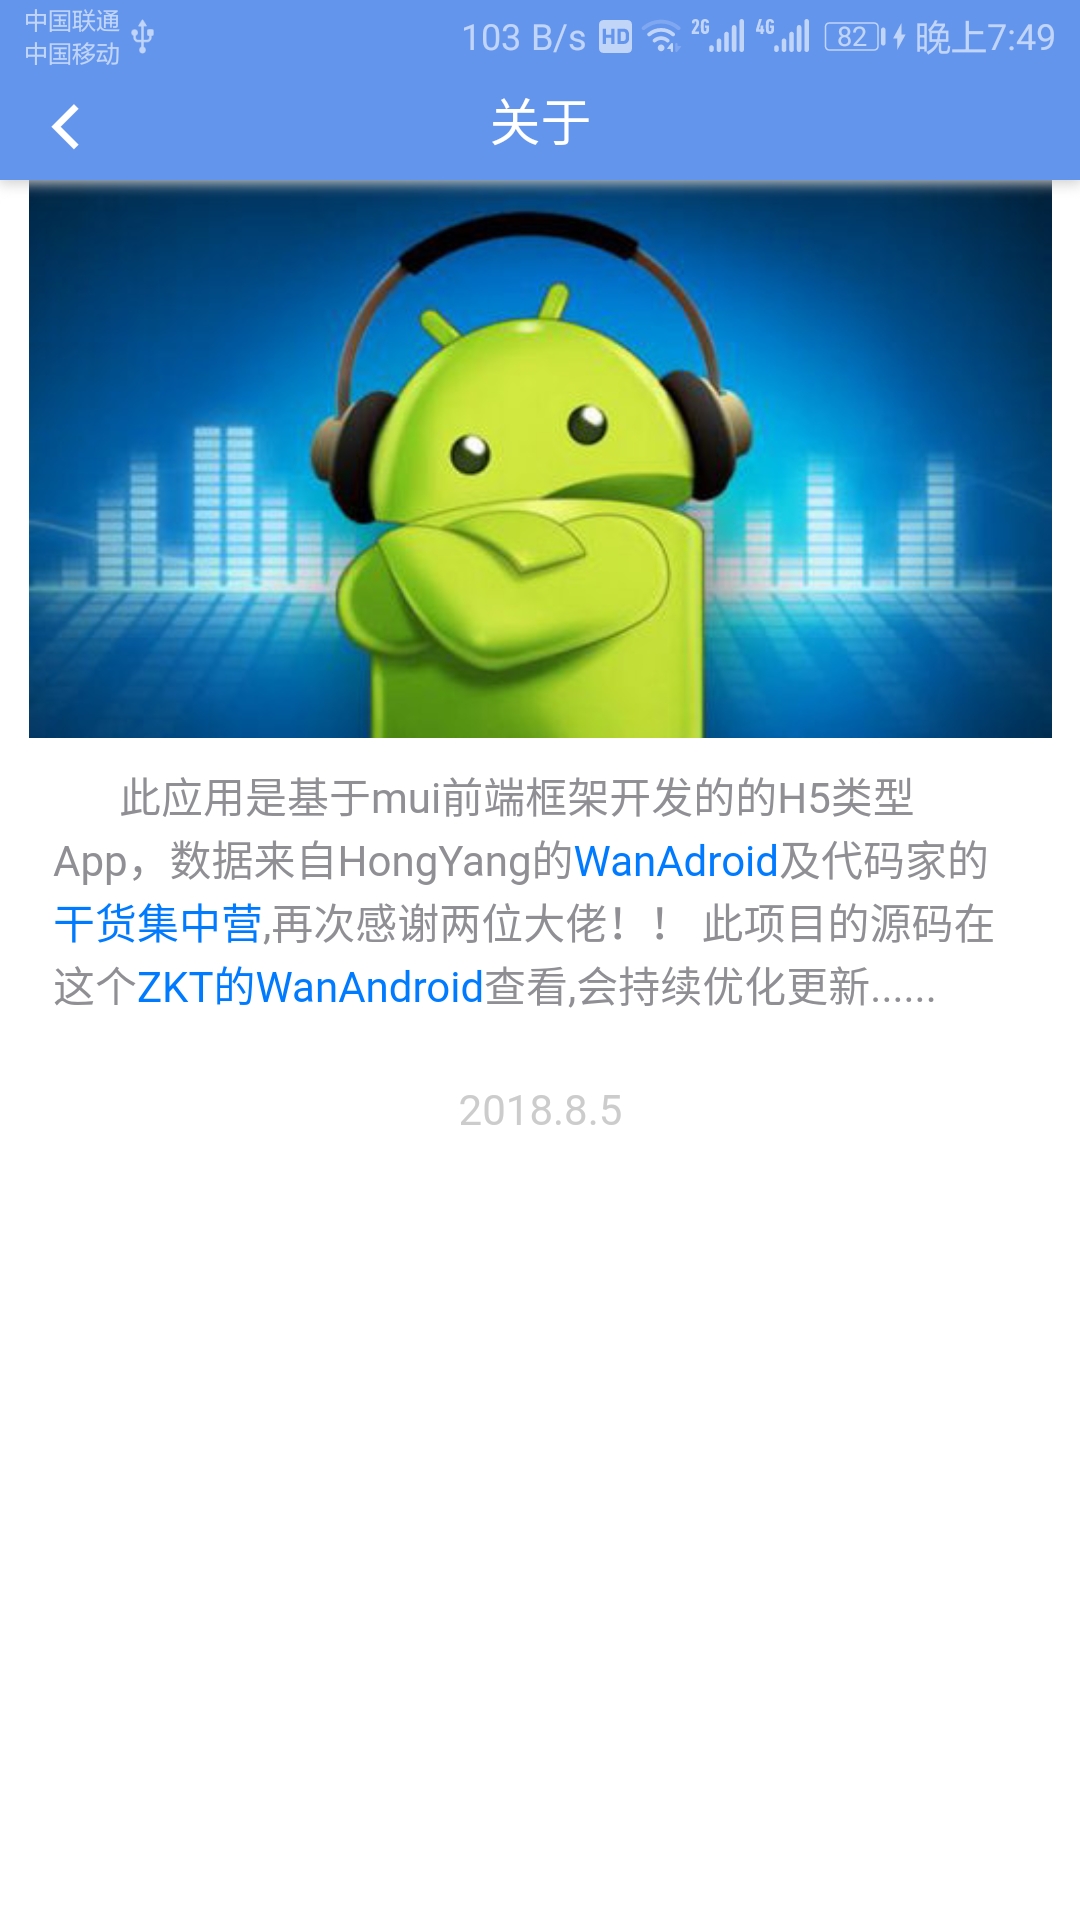 中国联通
中国移动
103 B/s HD 2G 4G 82 晚上7:49
关于
此应用是基于mui前端框架开发的的H5类型
App，数据来自HongYang的WanAdroid及代码家的
干货集中营,再次感谢两位大佬！！ 此项目的源码在
这个ZKT的WanAndroid查看,会持续优化更新......
2018.8.5